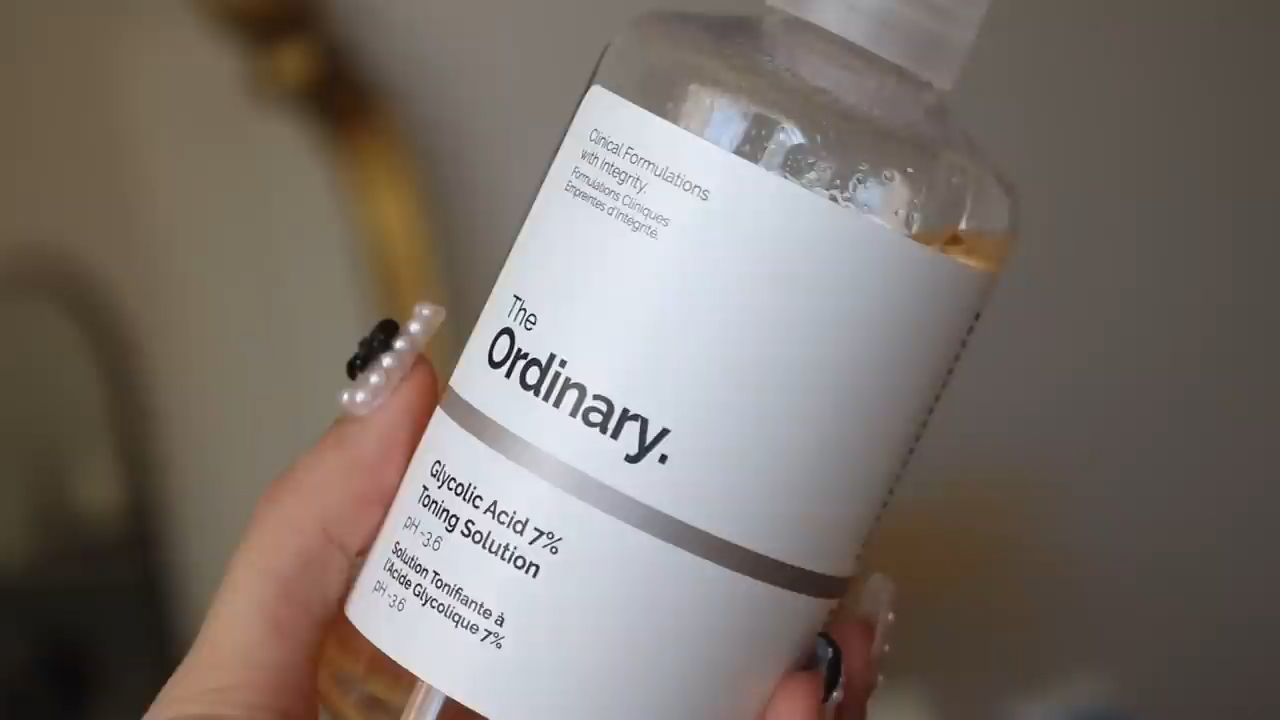 Clinical Formulations
with Integrity.
Formulations Cliniques
Empreintes d'Intégrité.
The
Ordinary.
Glycolic Acid 7%
Toning Solution
pH ~3.6
Solution Tonifiante à
l'Acide Glycolique 7%
pH ~3.6